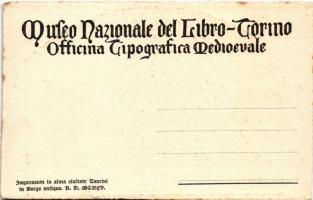 Museo Nazionale del Libro-Torino
Officina Tipografica Medioevale
Impressum in alma civitate Taurini
in Burgo antiquo. A. D.